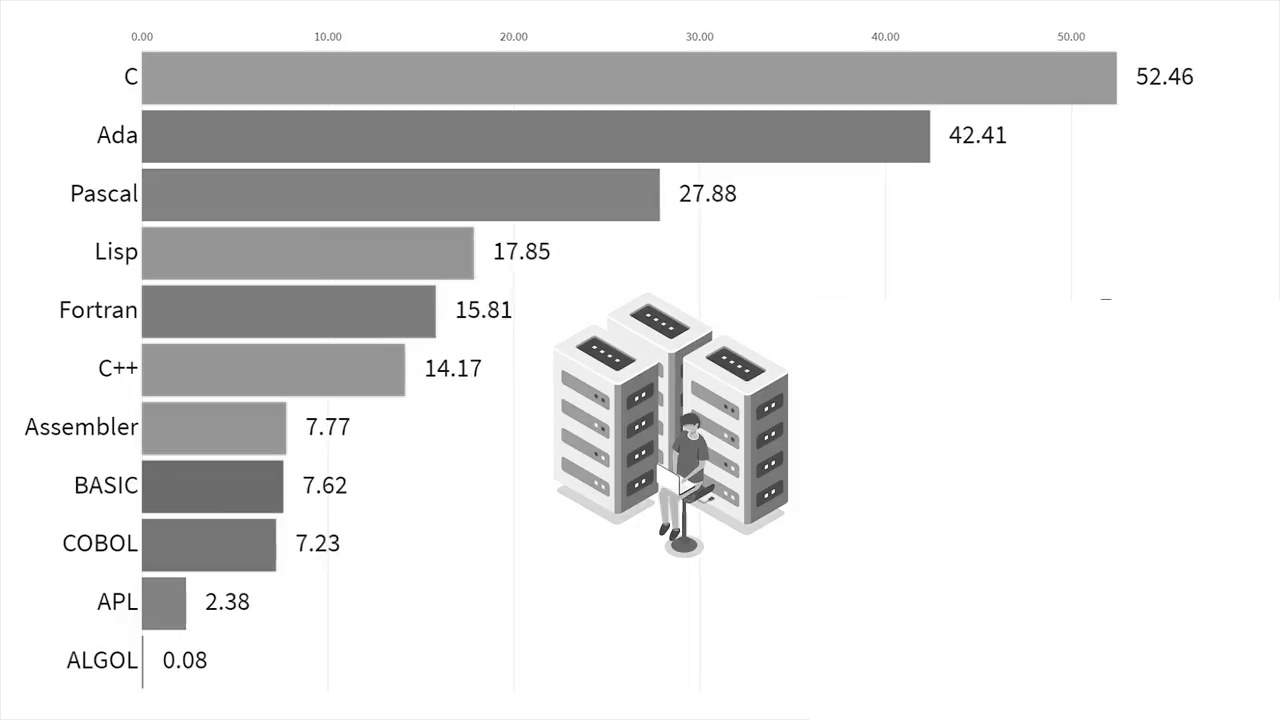 0.00 10.00 20.00 30.00 40.00 50.00
C 52.46
Ada 42.41
Pascal 27.88
Lisp 17.85
Fortran 15.81
C++ 14.17
Assembler 7.77
BASIC 7.62
COBOL 7.23
APL 2.38
ALGOL 0.08